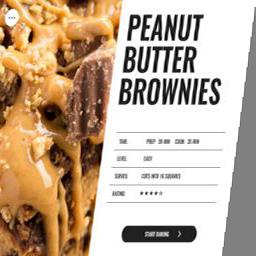 PEANUT
BUTTER
BROWNIES
TIME: PREP: 20 MIN COOK: 35 MIN
LEVEL: EASY
SERVES: CUTS INTO 16 SQUARES
RATING: ★★★★☆
START BAKING